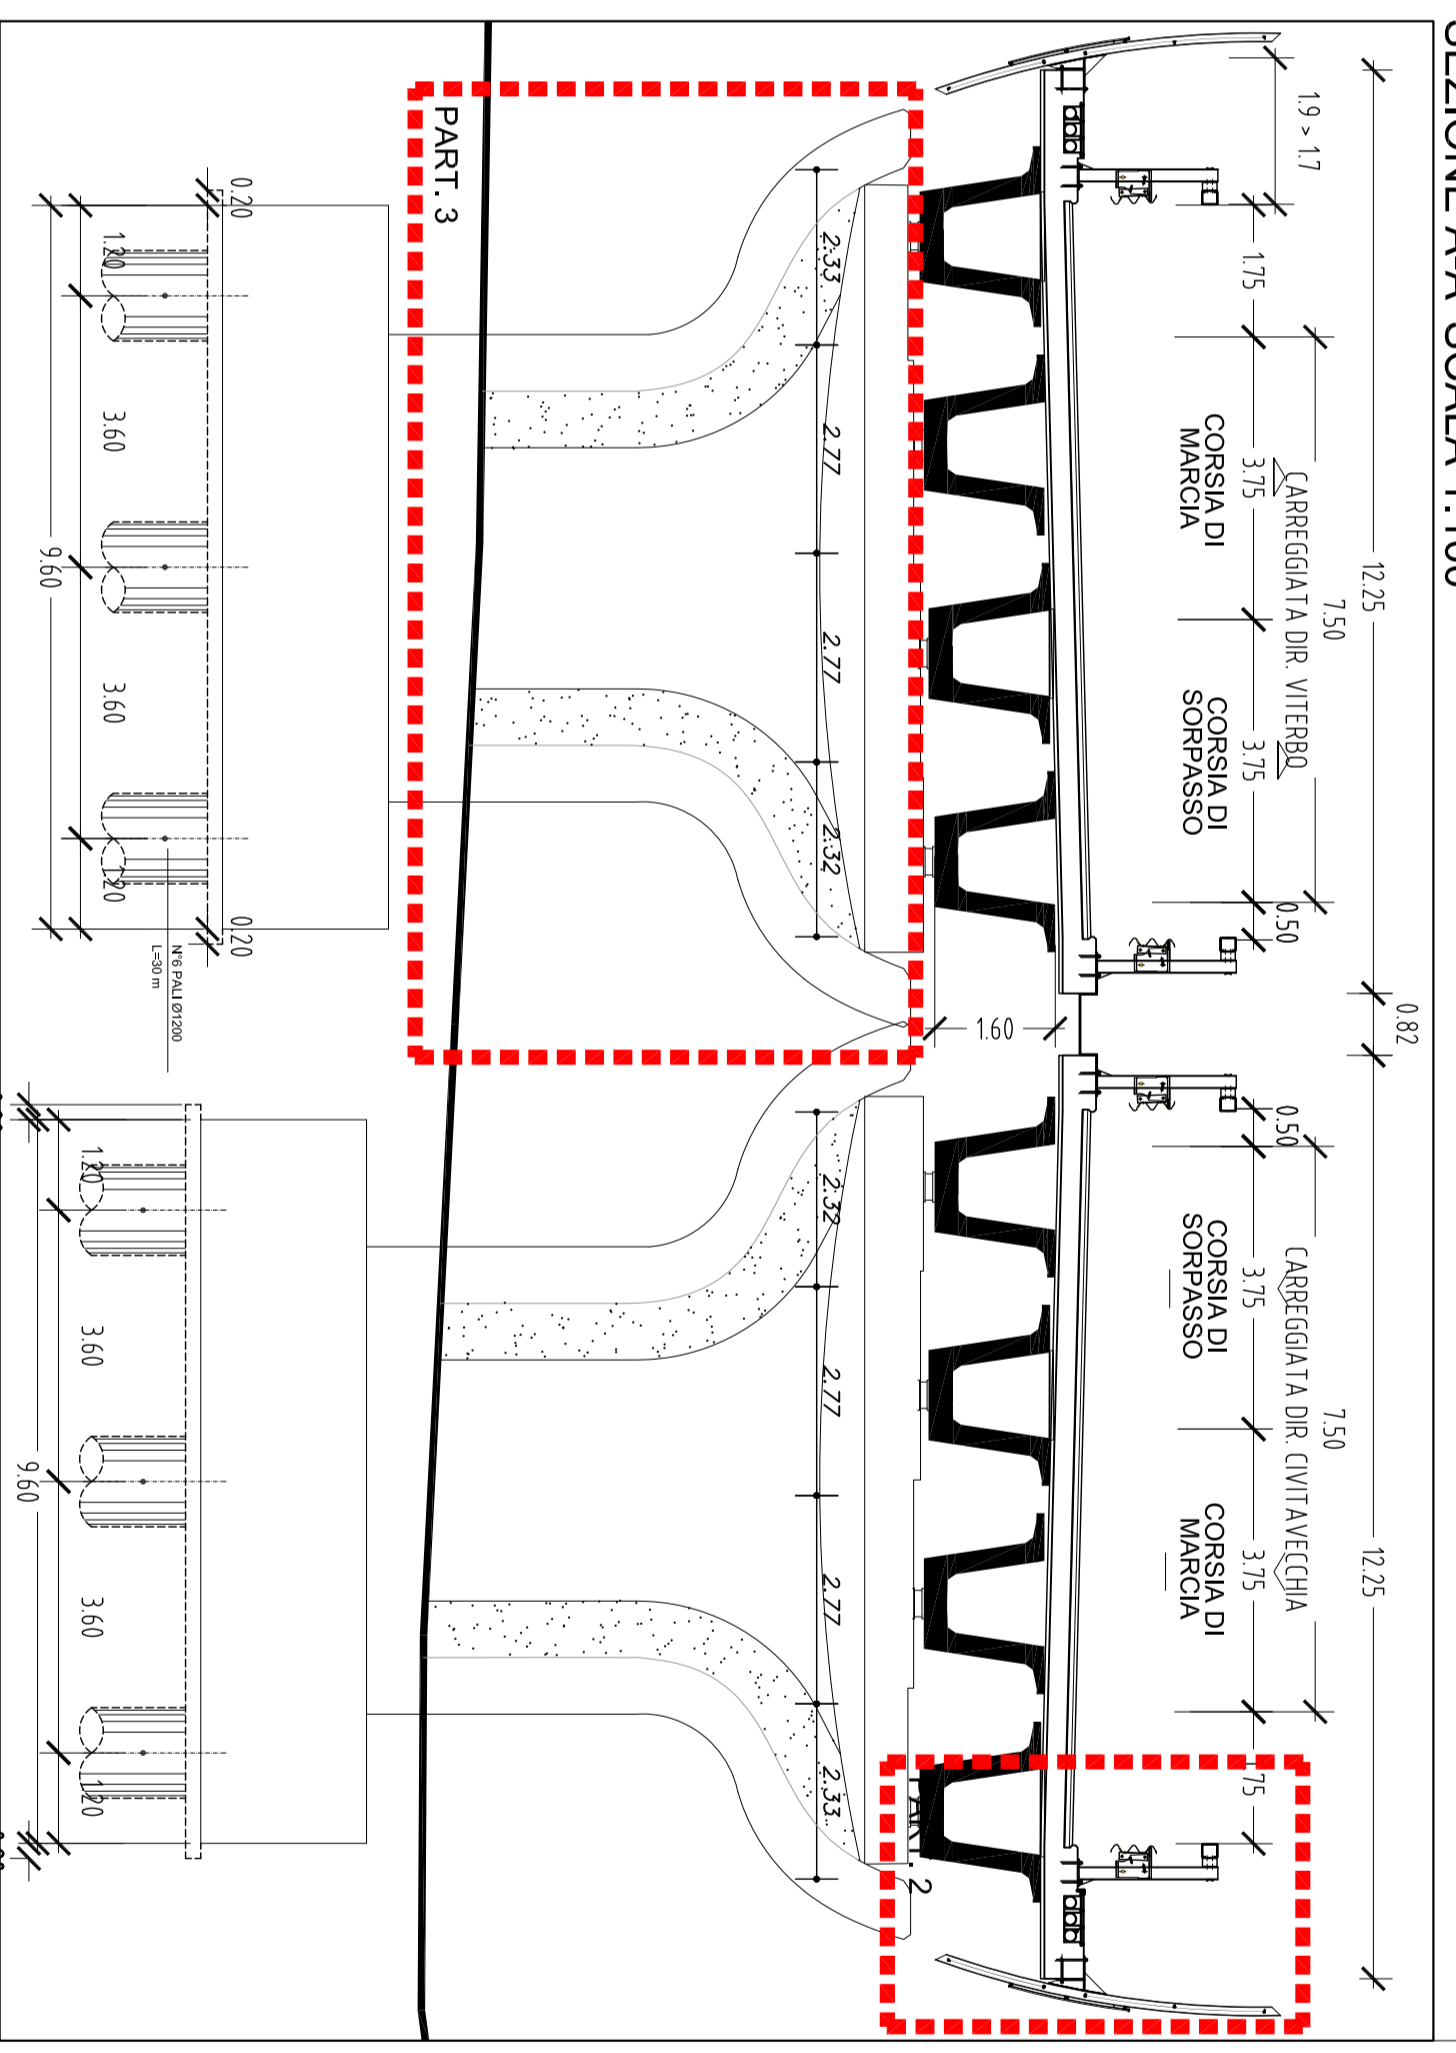 SEZIONE A-A SCALA 1:100
12.25
0.82
12.25
7.50
7.50
CARREGGIATA DIR. VITERBO
CARREGGIATA DIR. CIVITAVECCHIA
1.9 > 1.7
1.75
3.75
3.75
0.50
0.50
3.75
3.75
75
CORSIA DI
MARCIA
CORSIA DI
SORPASSO
CORSIA DI
SORPASSO
CORSIA DI
MARCIA
1.60
PART. 2
2.33
2.77
2.77
2.32
2.32
2.77
2.77
2.33
PART. 3
0.20
0.20
1.20
3.60
3.60
1.20
N°6 PALI Ø1200
L=30 m
9.60
1.20
3.60
3.60
1.20
9.60